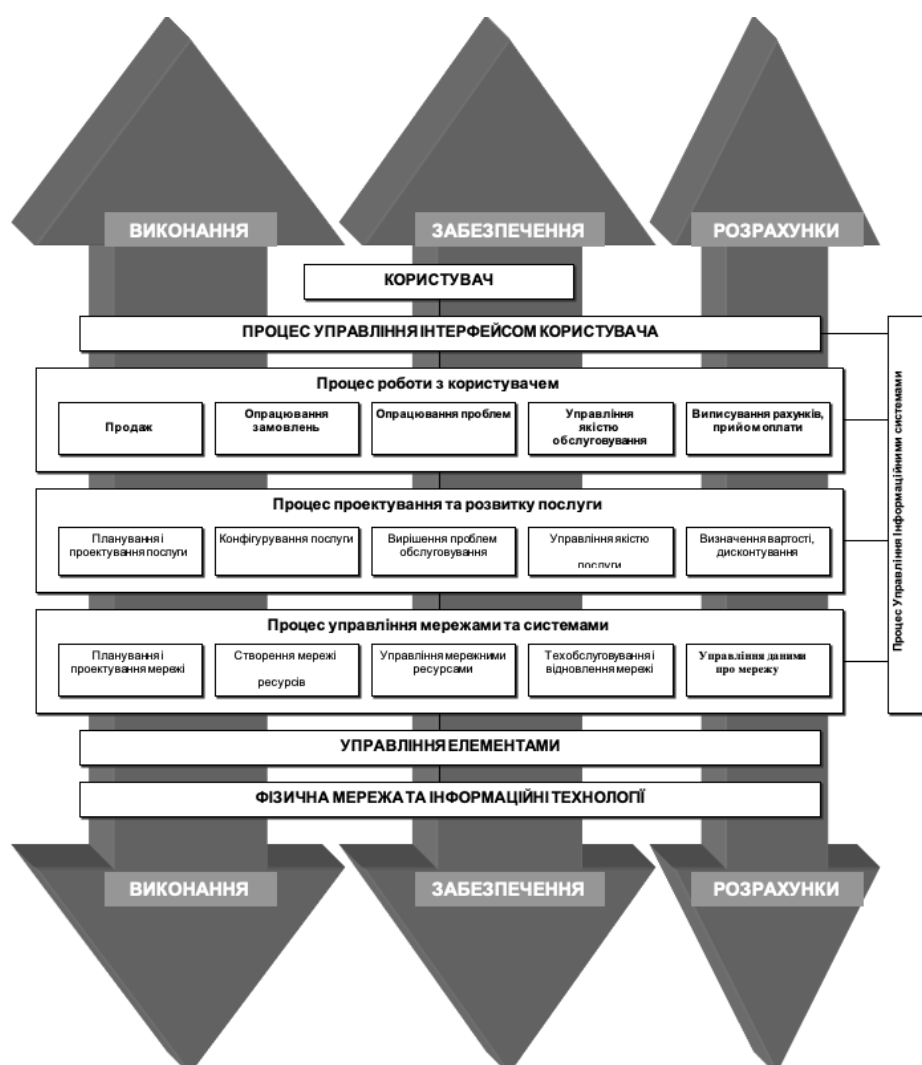 ВИКОНАННЯ
ЗАБЕЗПЕЧЕННЯ
РОЗРАХУНКИ
КОРИСТУВАЧ
ПРОЦЕС УПРАВЛІННЯ ІНТЕРФЕЙСОМ КОРИСТУВАЧА
Процес роботи з користувачем
Продаж
Опрацювання
замовлень
Опрацювання проблем
Управління
якістю
обслуговування
Виписування рахунків,
прийом оплати
Процес проектування та розвитку послуги
Планування і
проектування послуги
Конфігурування послуги
Вирішення проблем
обслуговування
Управління якістю
послуги
Визначення вартості,
дисконтування
Процес управління мережами та системами
Планування і
проектування мережі
Створення мережі
ресурсів
Управління мережними
ресурсами
Техобслуговування і
відновлення мережі
Управління даними
про мережу
Процес Управління Інформаційними системами
УПРАВЛІННЯ ЕЛЕМЕНТАМИ
ФІЗИЧНА МЕРЕЖА ТА ІНФОРМАЦІЙНІ ТЕХНОЛОГІЇ
ВИКОНАННЯ
ЗАБЕЗПЕЧЕННЯ
РОЗРАХУНКИ